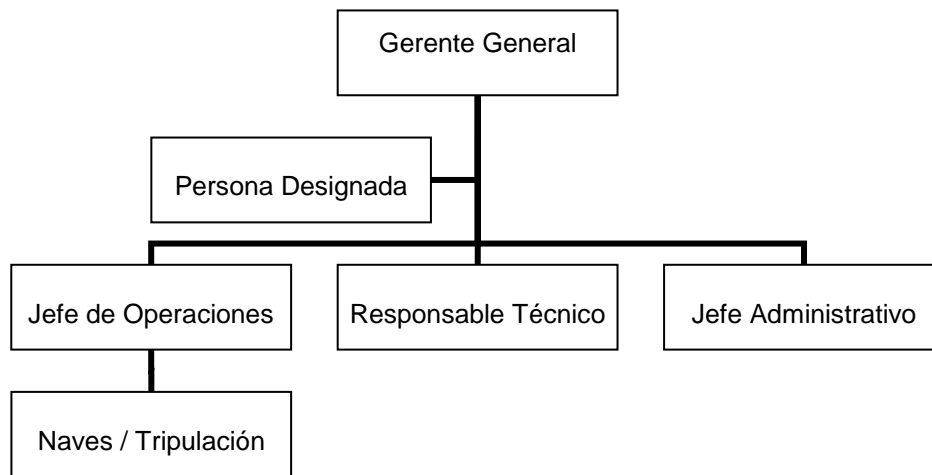 Gerente General
Persona Designada
Jefe de Operaciones
Responsable Técnico
Jefe Administrativo
Naves / Tripulación